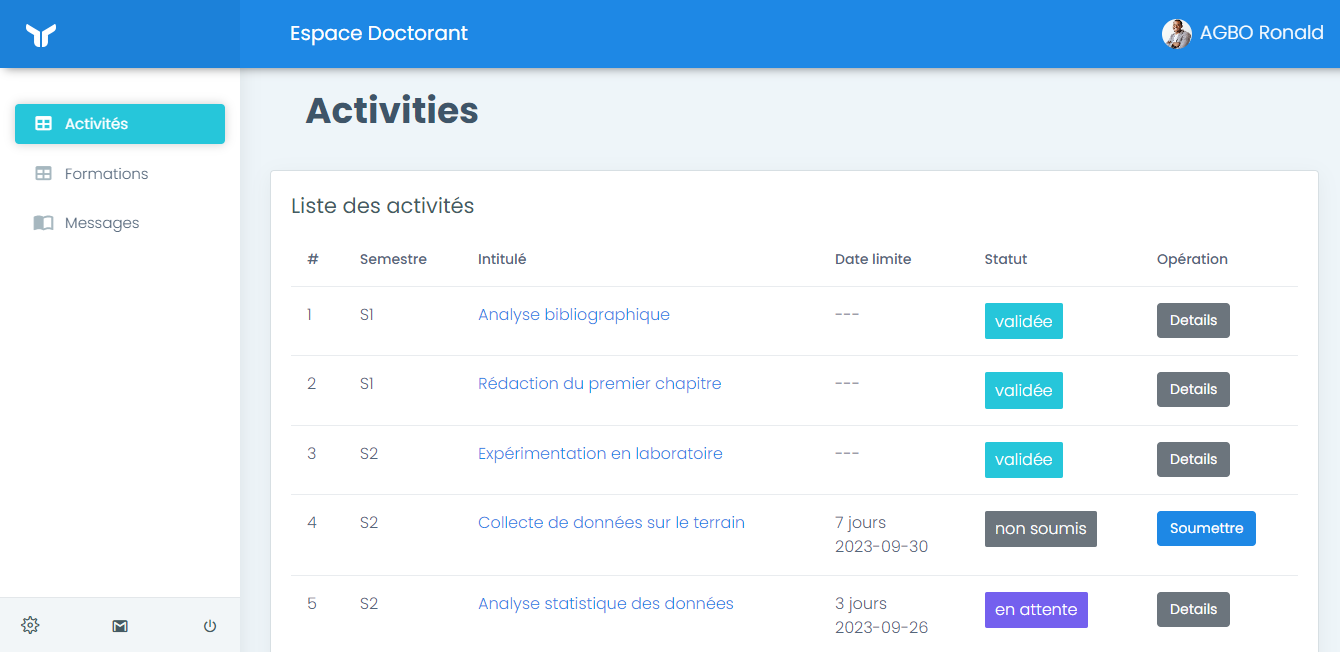 Espace Doctorant
AGBO Ronald
Activités
Formations
Messages
Activities
Liste des activités
# Semestre Intitulé Date limite Statut Opération
1 S1 Analyse bibliographique --- validée Details
2 S1 Rédaction du premier chapitre --- validée Details
3 S2 Expérimentation en laboratoire --- validée Details
4 S2 Collecte de données sur le terrain 7 jours non soumis Soumettre
2023-09-30
5 S2 Analyse statistique des données 3 jours en attente Details
2023-09-26